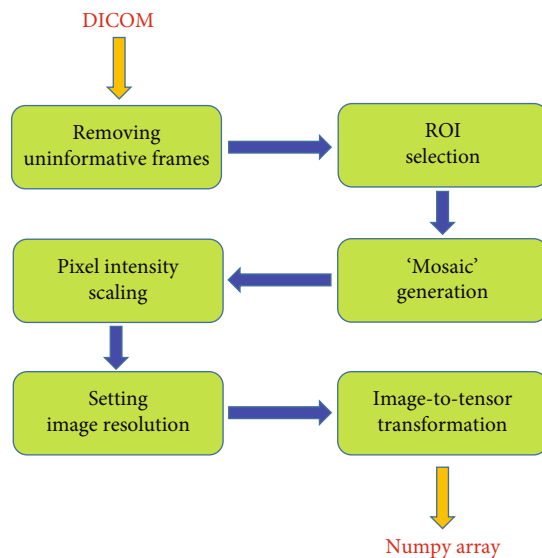 DICOM
Removing
uninformative frames
ROI
selection
'Mosaic'
generation
Pixel intensity
scaling
Setting
image resolution
Image-to-tensor
transformation
Numpy array